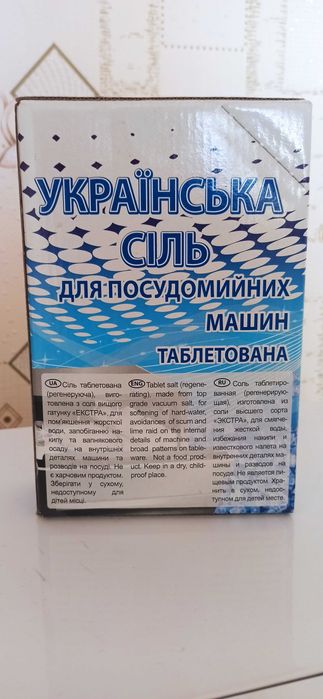 УКРАЇНСЬКА
СІЛЬ
ДЛЯ ПОСУДОМИЙНИХ
МАШИН
ТАБЛЕТОВАНА
UA Сіль таблетована
(регенеруюча), виго-
товлена з солі вищого
ґатунку «ЕКСТРА», для
пом'якшення жорсткої
води, запобіганню на-
кипу та вапнякового
осаду на внутрішніх
деталях машини та
розводів на посуді. Не
є харчовим продуктом.
Зберігати у сухому,
недоступному для
дітей місці.
ENG Tablet salt (regene-
rating), made from top
grade vacuum salt, for
softening of hard-water,
avoidances of scum and
lime raid on the internal
details of machine and
broad patterns on table-
ware. Not a food prod-
uct. Keep in a dry, child-
proof place.
RU Соль таблетиро-
ванная (регенериру-
ющая), изготовлена из
соли высшего сорта
«ЭКСТРА», для смягче-
ния жесткой воды,
избежания накипи и
известкового налета на
внутренних деталях ма-
шины и разводов на
посуде. Не является пи-
щевым продуктом. Хра-
нить в сухом, недос-
тупном для детей месте.